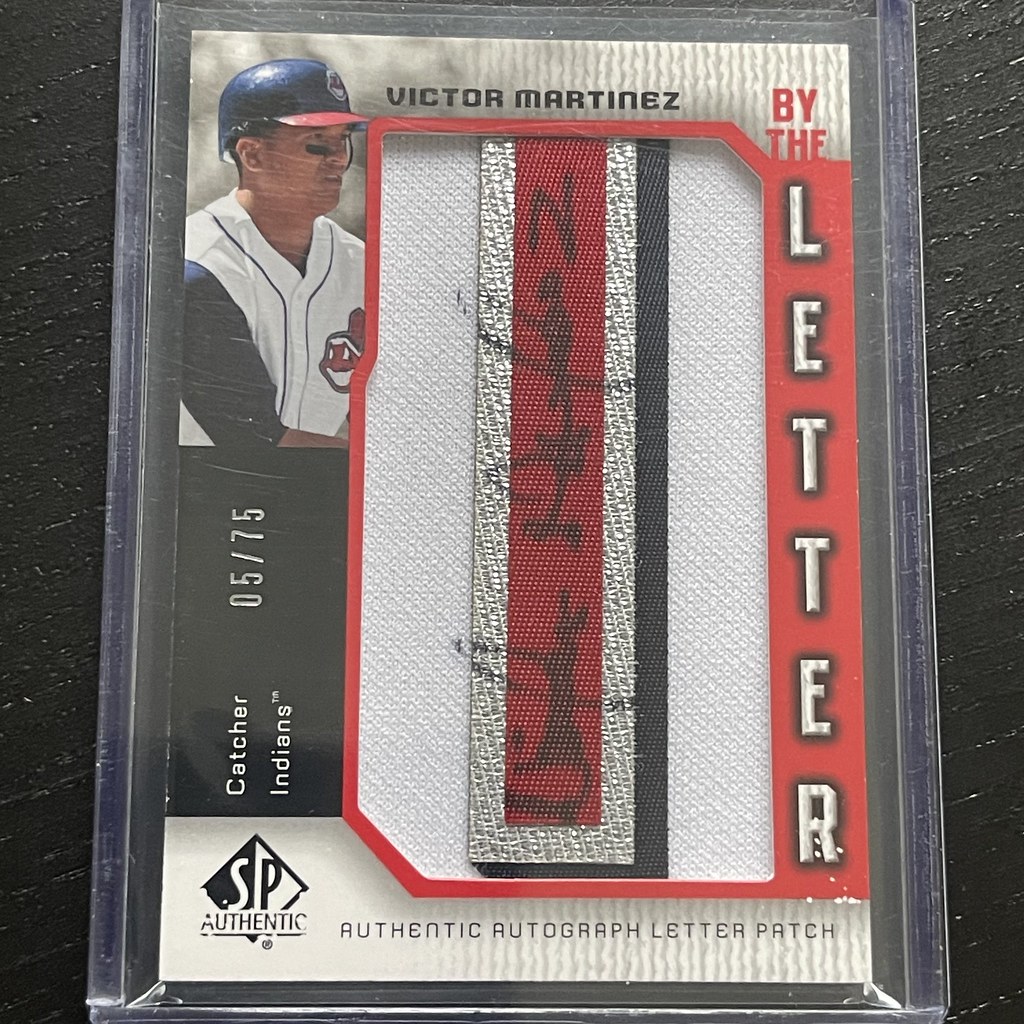 VICTOR MARTINEZ
BY
THE
LETTER
05/75
Catcher
Indians™
SP
AUTHENTIC
®
AUTHENTIC AUTOGRAPH LETTER PATCH